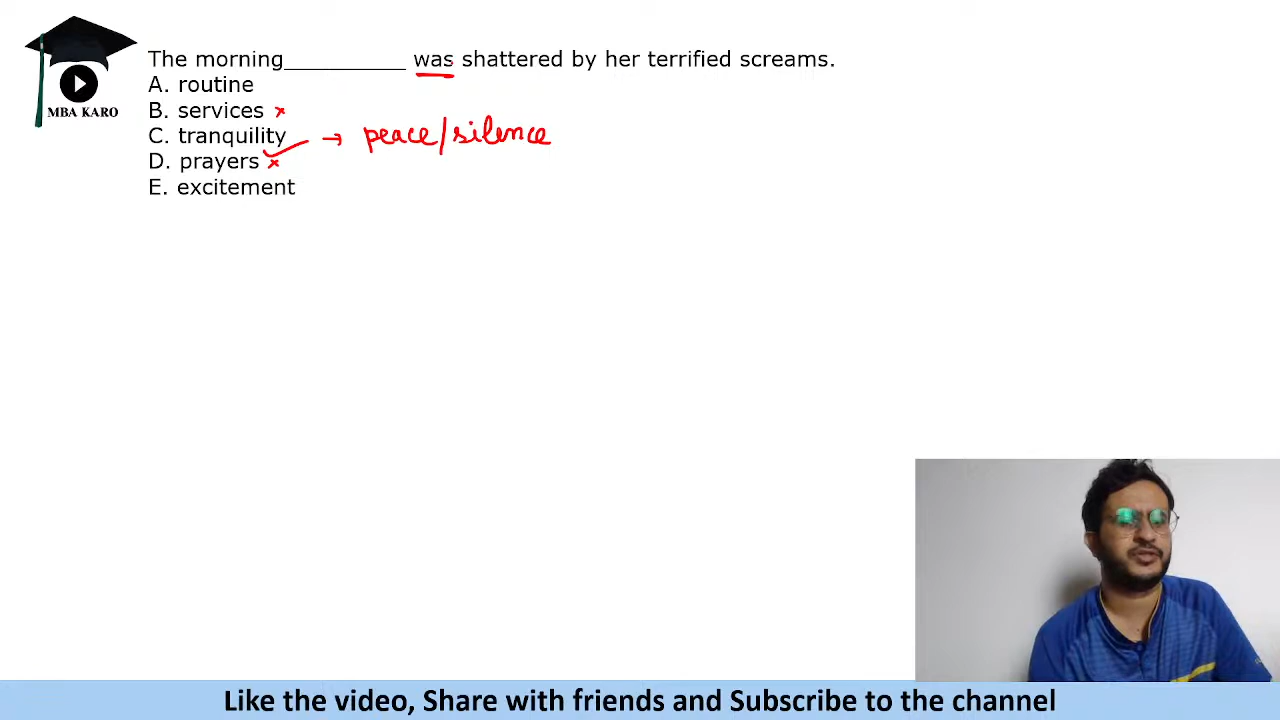 The morning__________ was shattered by her terrified screams.
A. routine
B. services x
C. tranquility → peace/silence
D. prayers x
E. excitement
MBA KARO
Like the video, Share with friends and Subscribe to the channel